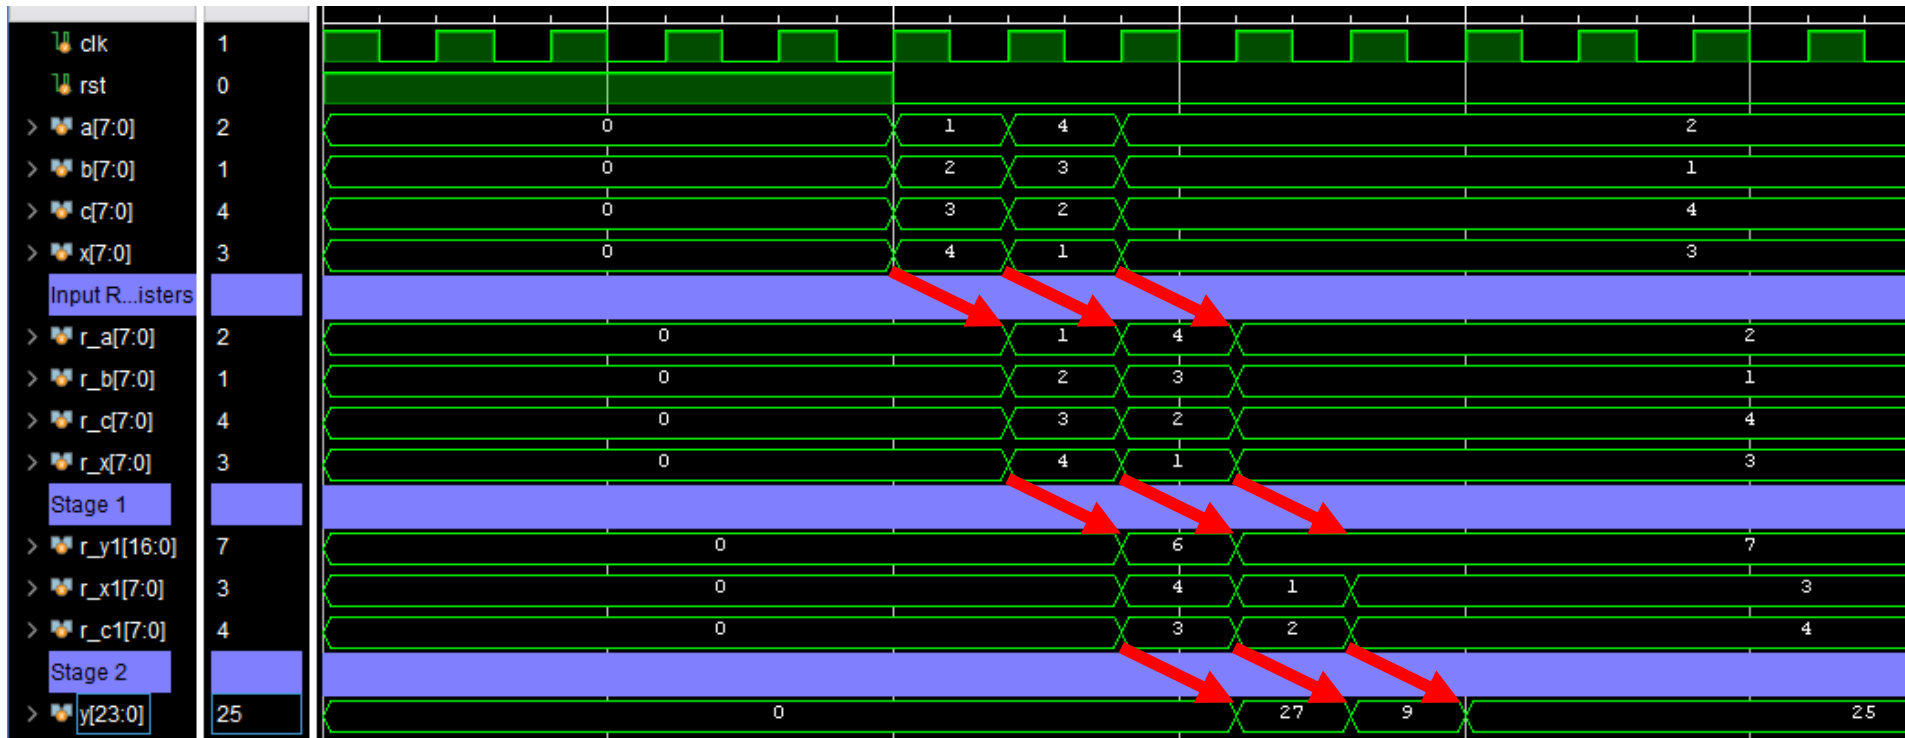 clk 1
rst 0
> a[7:0] 2 0 1 4 2
> b[7:0] 1 0 2 3 1
> c[7:0] 4 0 3 2 4
> x[7:0] 3 0 4 1 3
Input R...isters
> r_a[7:0] 2 0 1 4 2
> r_b[7:0] 1 0 2 3 1
> r_c[7:0] 4 0 3 2 4
> r_x[7:0] 3 0 4 1 3
Stage 1
> r_y1[16:0] 7 0 6 7
> r_x1[7:0] 3 0 4 1 3
> r_c1[7:0] 4 0 3 2 4
Stage 2
> y[23:0] 25 0 27 9 25